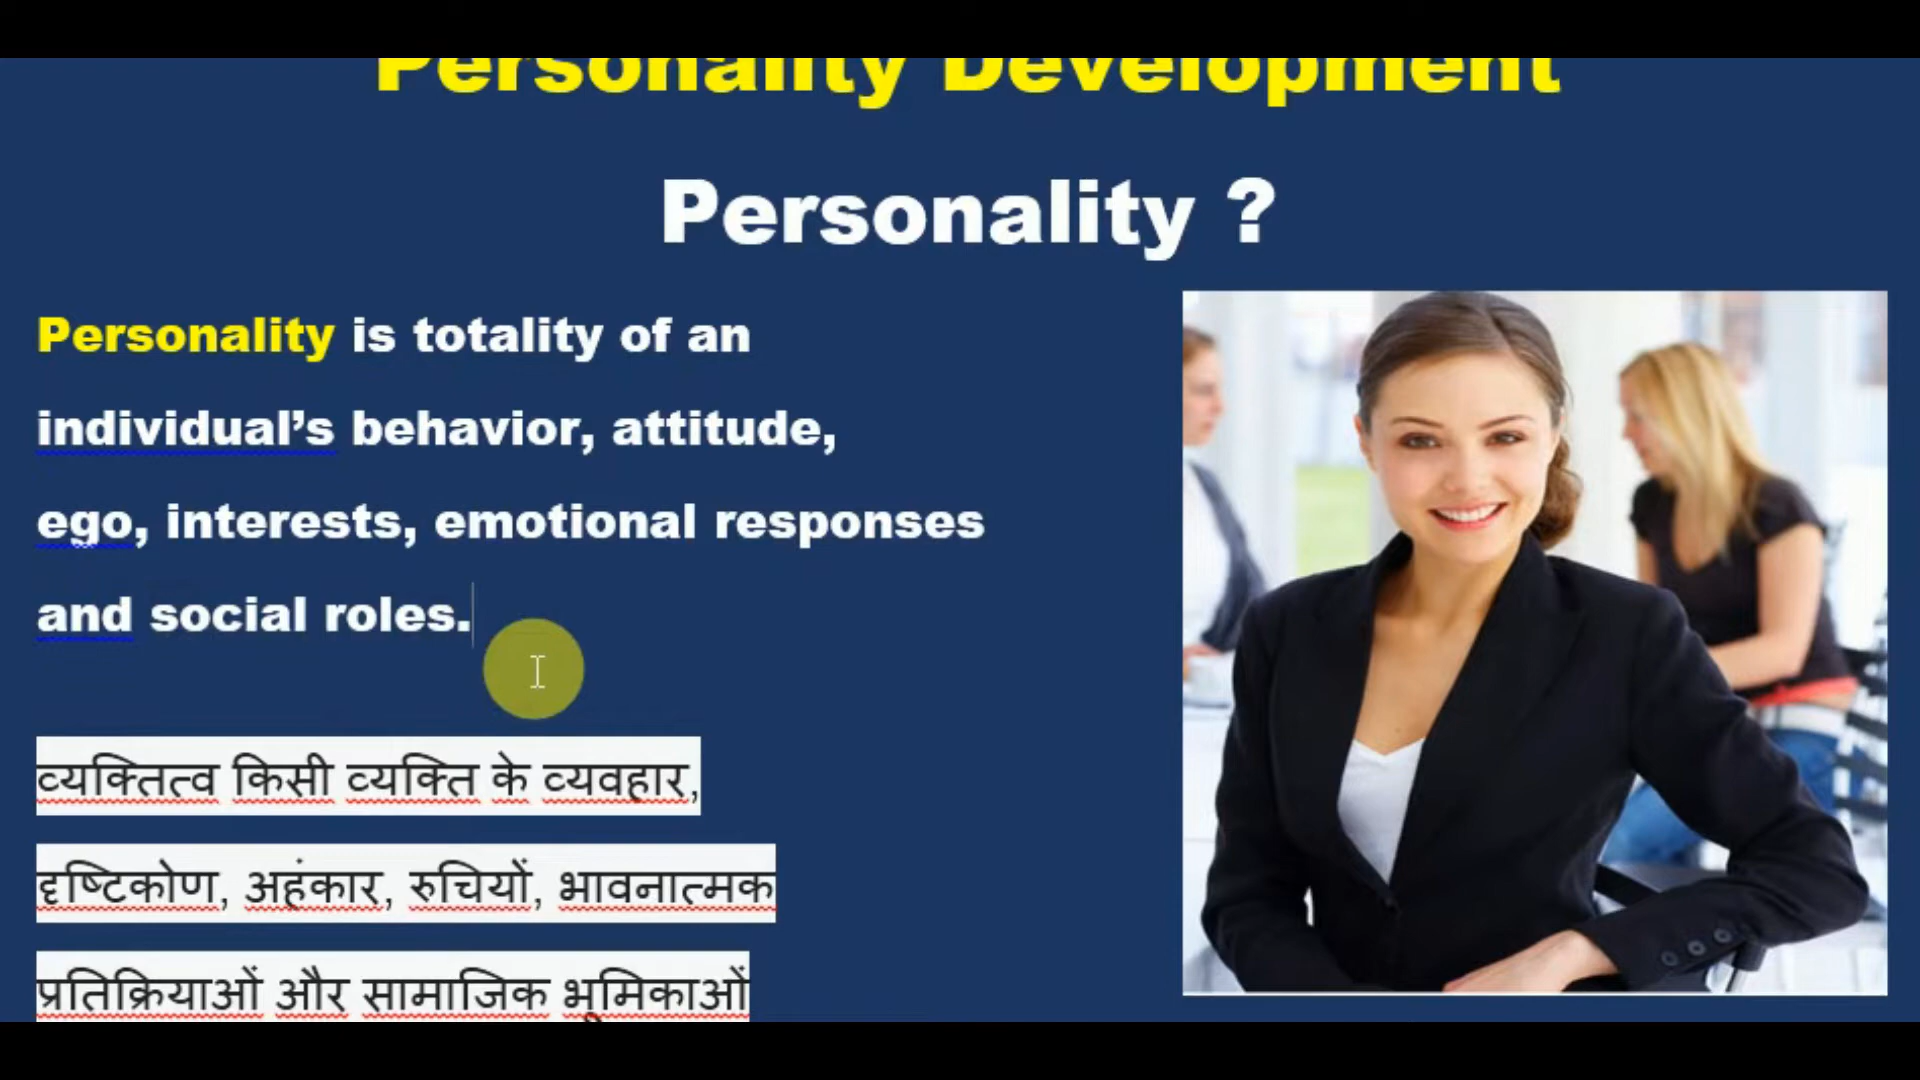 Personality Development
Personality ?
Personality is totality of an
individual’s behavior, attitude,
ego, interests, emotional responses
and social roles.
व्यक्तित्व किसी व्यक्ति के व्यवहार,
दृष्टिकोण, अहंकार, रुचियों, भावनात्मक
प्रतिक्रियाओं और सामाजिक भूमिकाओं